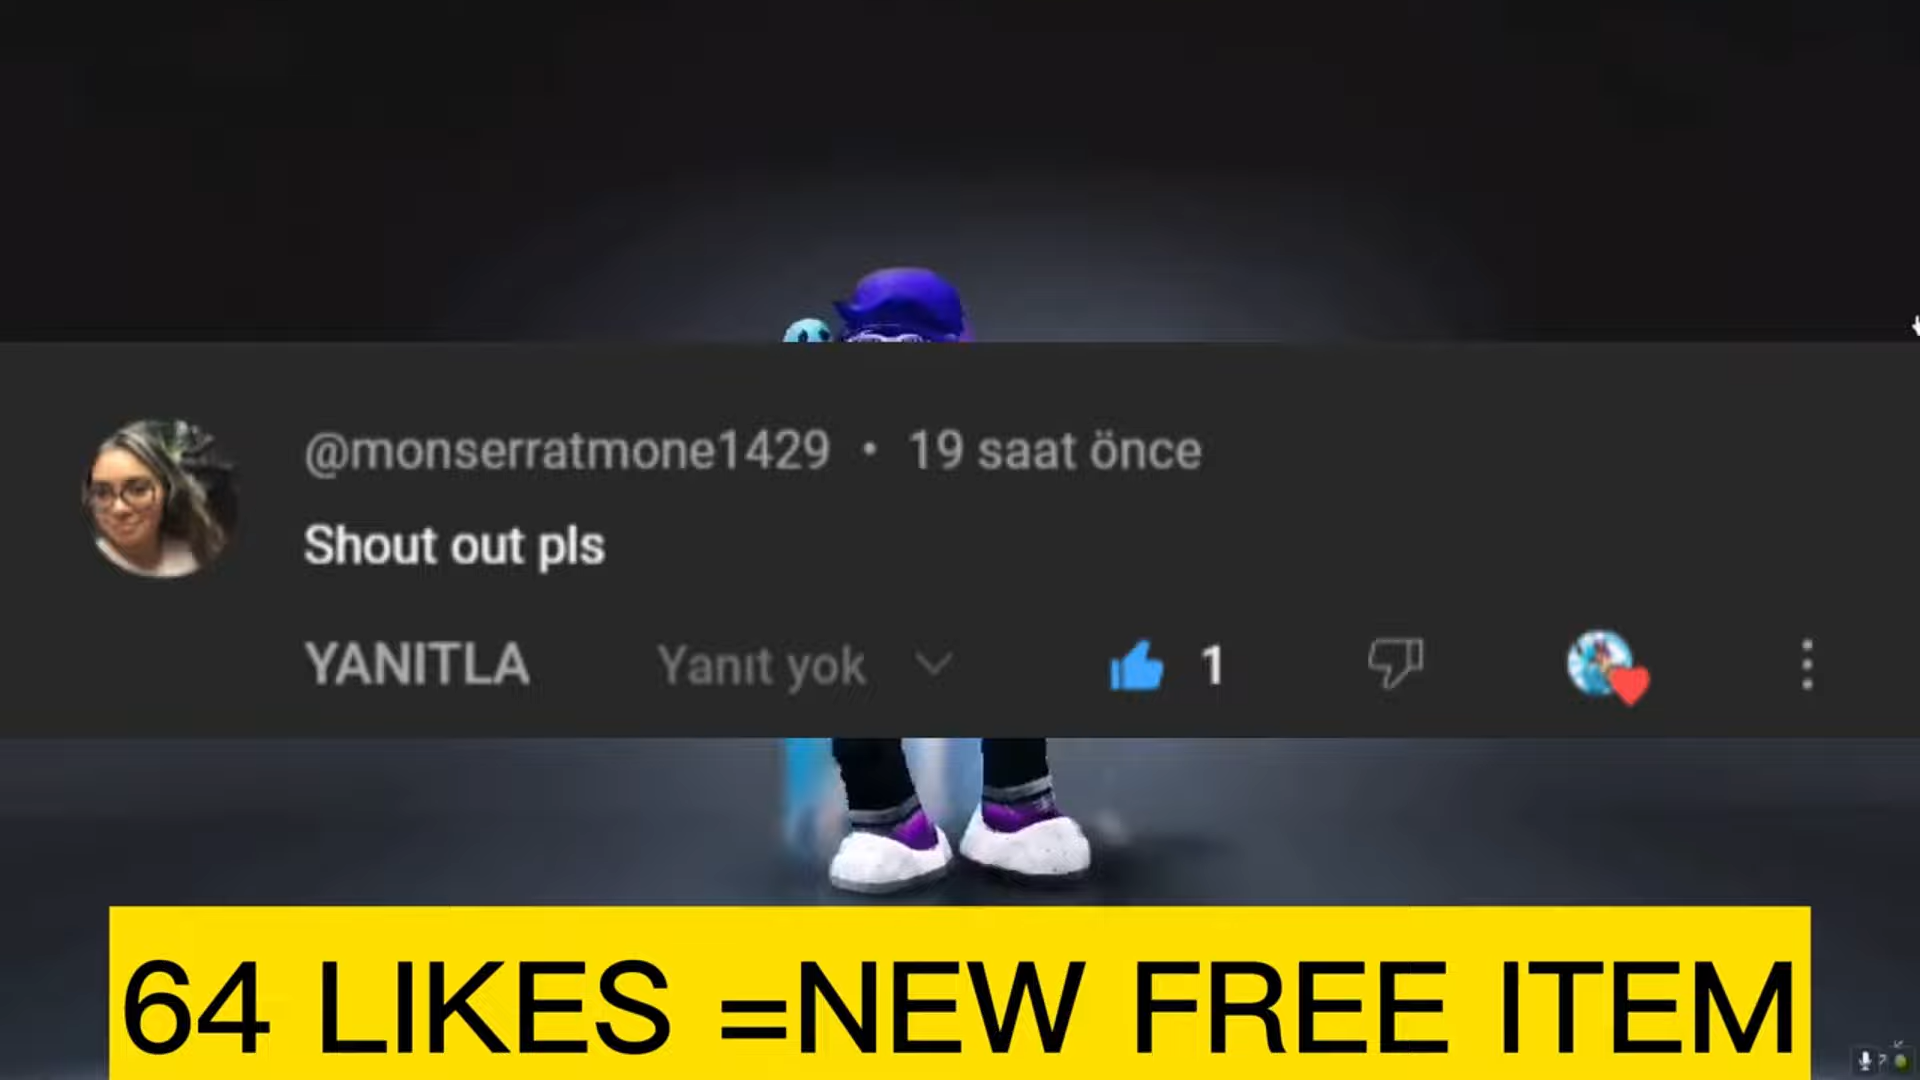 @monserratmone1429 • 19 saat önce
Shout out pls
YANITLA Yanıt yok 1
64 LIKES =NEW FREE ITEM